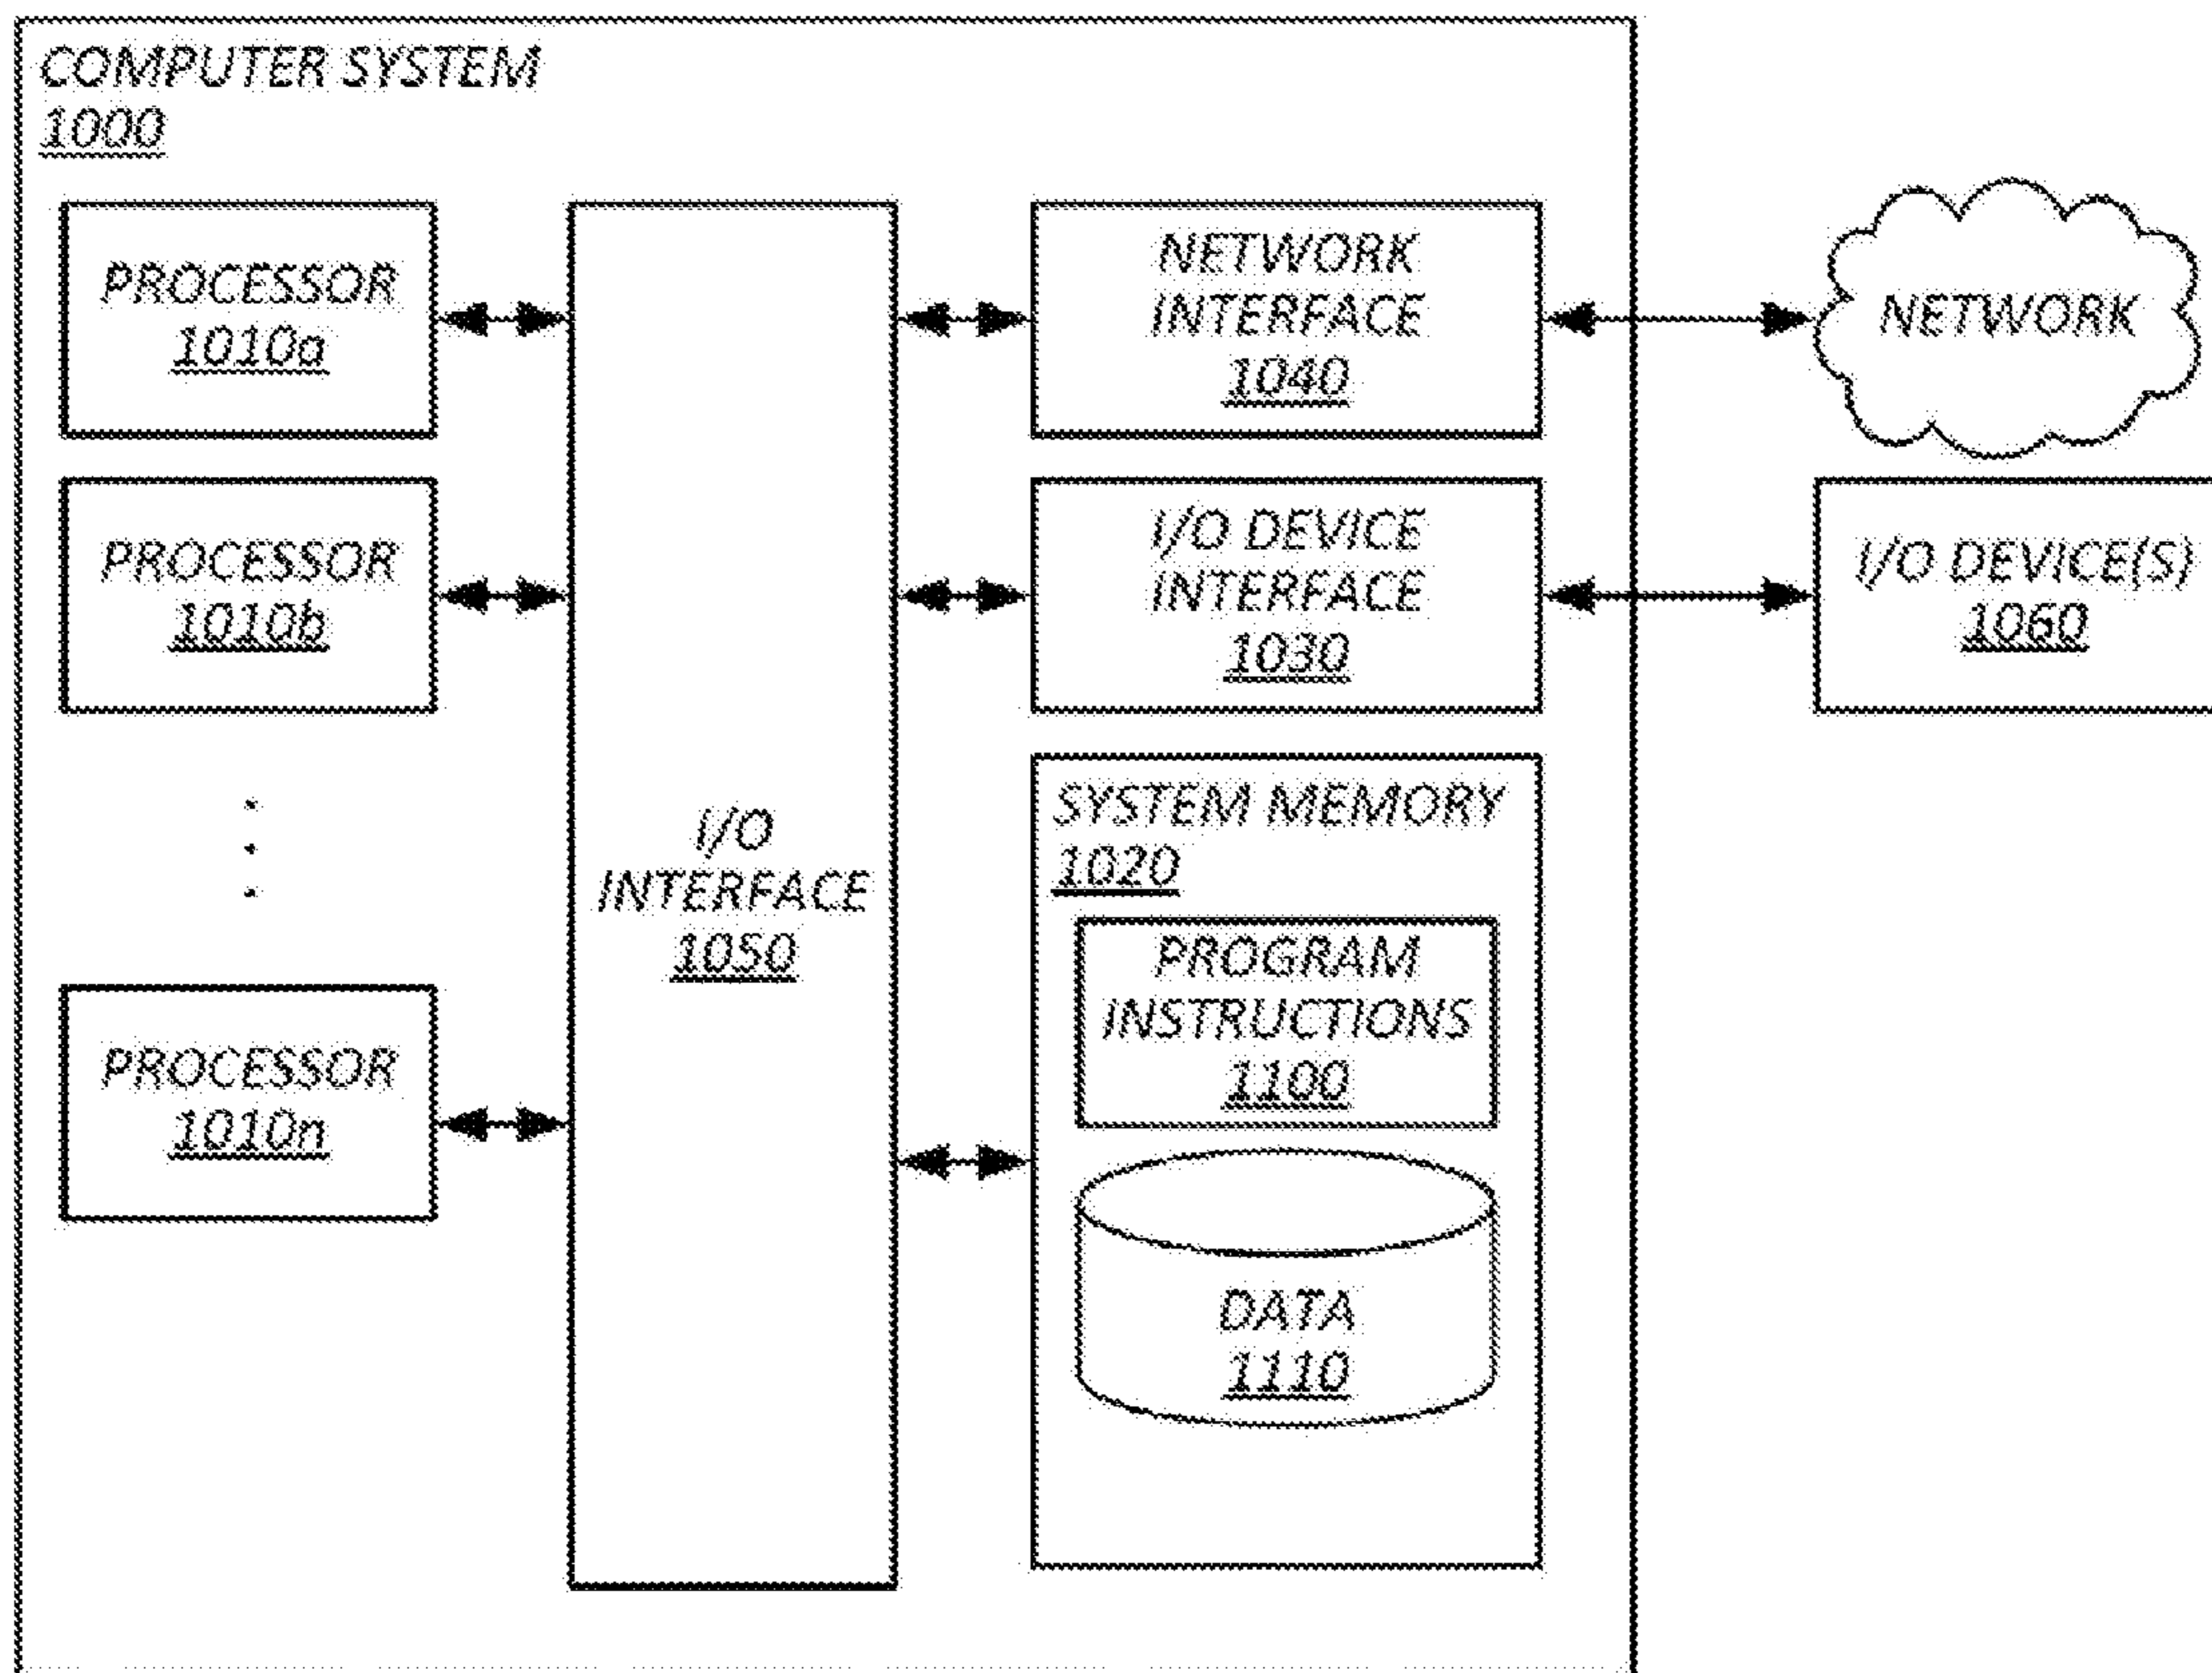 COMPUTER SYSTEM
1000
PROCESSOR
1010a
PROCESSOR
1010b
PROCESSOR
1010n
I/O
INTERFACE
1050
NETWORK
INTERFACE
1040
I/O DEVICE
INTERFACE
1030
SYSTEM MEMORY
1020
PROGRAM
INSTRUCTIONS
1100
DATA
1110
NETWORK
I/O DEVICE(S)
1060